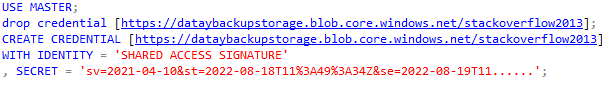 USE MASTER;
drop credential [https://dataybackupstorage.blob.core.windows.net/stackoverflow2013];
CREATE CREDENTIAL [https://dataybackupstorage.blob.core.windows.net/stackoverflow2013]
WITH IDENTITY = 'SHARED ACCESS SIGNATURE'
, SECRET = 'sv=2021-04-10&st=2022-08-18T11%3A49%3A34Z&se=2022-08-19T11......';